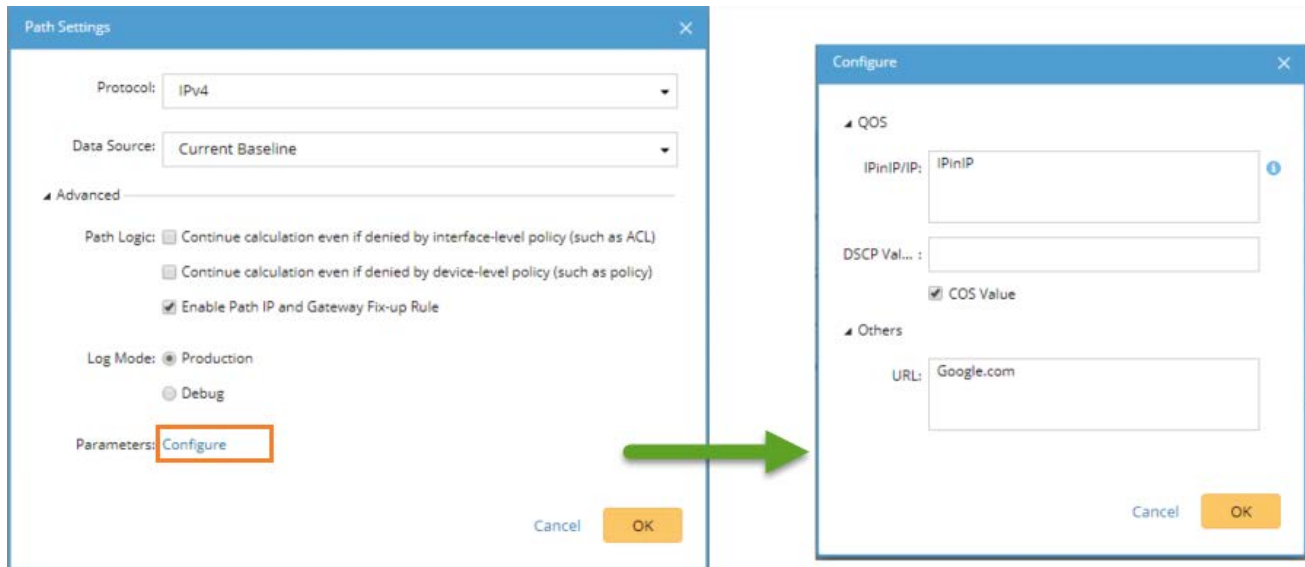 Path Settings
Protocol: IPv4
Data Source: Current Baseline
Advanced
Path Logic: Continue calculation even if denied by interface-level policy (such as ACL)
Continue calculation even if denied by device-level policy (such as policy)
Enable Path IP and Gateway Fix-up Rule
Log Mode: Production
Debug
Parameters: Configure
Cancel OK
Configure
QOS
IPinIP/IP: IPinIP
DSCP Val... :
COS Value
Others
URL: Google.com
Cancel OK